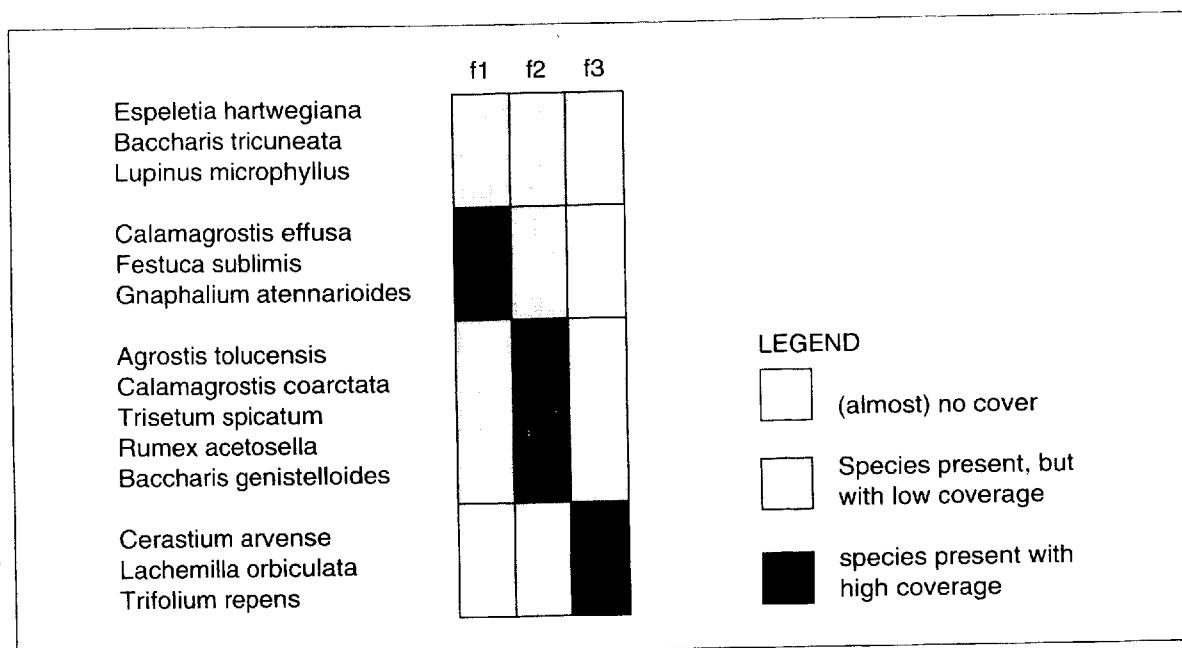 f1 f2 f3
Espeletia hartwegiana
Baccharis tricuneata
Lupinus microphyllus
Calamagrostis effusa
Festuca sublimis
Gnaphalium atennarioides
Agrostis tolucensis
Calamagrostis coarctata
Trisetum spicatum
Rumex acetosella
Baccharis genistelloides
Cerastium arvense
Lachemilla orbiculata
Trifolium repens
LEGEND
(almost) no cover
Species present, but
with low coverage
species present with
high coverage